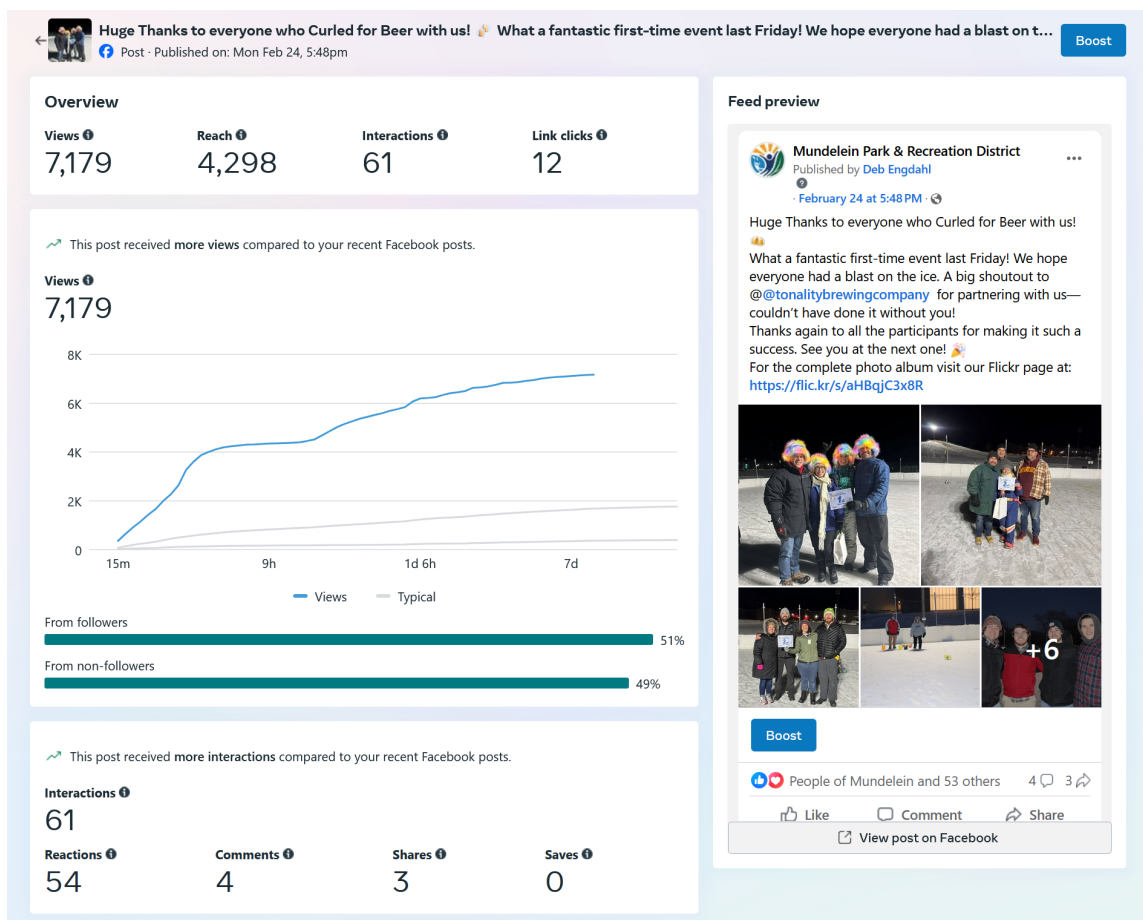 Huge Thanks to everyone who Curled for Beer with us! 🍻 What a fantastic first-time event last Friday! We hope everyone had a blast on t...
Post · Published on: Mon Feb 24, 5:48pm
Boost
Overview
Views
Reach
Interactions
Link clicks
7,179
4,298
61
12
This post received more views compared to your recent Facebook posts.
Views
7,179
8K
6K
4K
2K
0
15m
9h
1d 6h
7d
Views
Typical
From followers
51%
From non-followers
49%
This post received more interactions compared to your recent Facebook posts.
Interactions
61
Reactions
Comments
Shares
Saves
54
4
3
0
Feed preview
Mundelein Park & Recreation District
Published by Deb Engdahl
· February 24 at 5:48 PM ·
Huge Thanks to everyone who Curled for Beer with us!
🍻
What a fantastic first-time event last Friday! We hope
everyone had a blast on the ice. A big shoutout to
@@tonalitybrewingcompany for partnering with us—
couldn't have done it without you!
Thanks again to all the participants for making it such a
success. See you at the next one! 🎉
For the complete photo album visit our Flickr page at:
https://flic.kr/s/aHBqjC3x8R
+6
Boost
People of Mundelein and 53 others
4
3
Like
Comment
Share
View post on Facebook